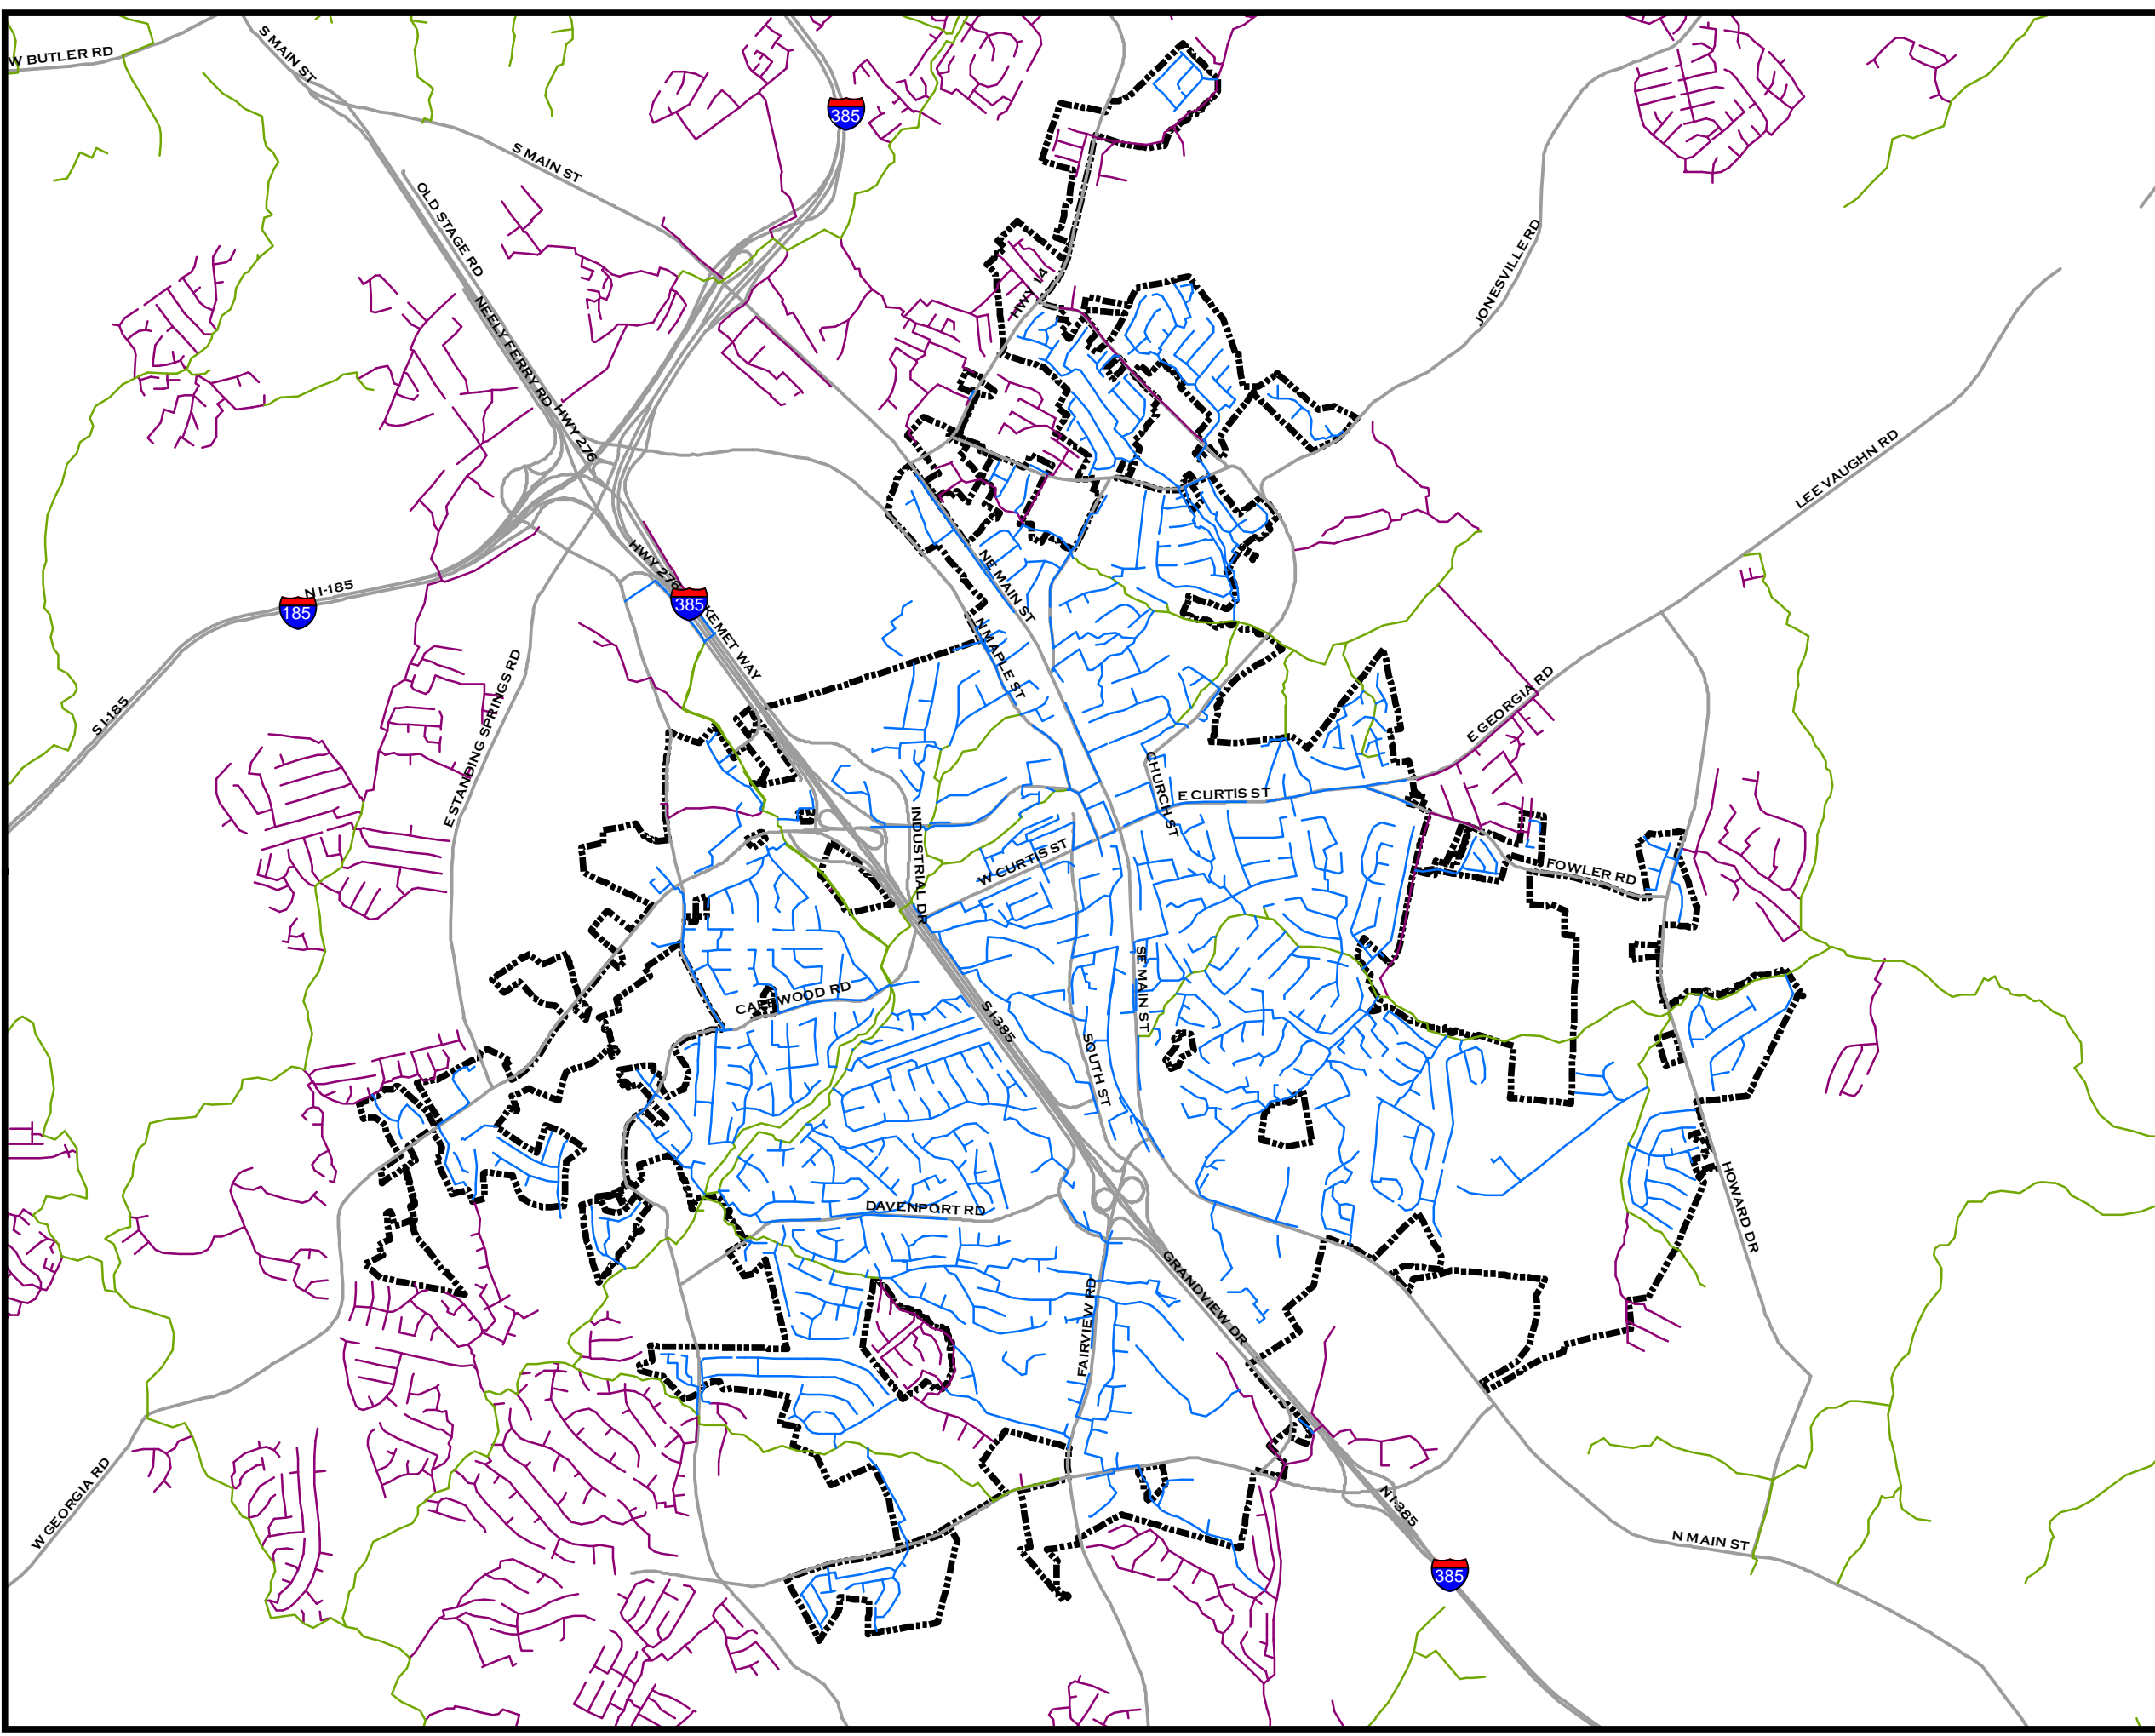 W BUTLER RD
S MAIN ST
385
S MAIN ST
OLD STAGE RD
HWY 14
JONESVILLE RD
NEELY FERRY RD
HWY 276
LEE VAUGHN RD
HWY 276
NE MAIN ST
N I-185
185
385
KEMET WAY
N MAPLE ST
S I-185
E STANDING SPRINGS RD
E GEORGIA RD
CHURCH ST
E CURTIS ST
INDUSTRIAL DR
W CURTIS ST
FOWLER RD
SE MAIN ST
CAREWOOD RD
S I-385
SOUTH ST
HOWARD DR
DAVENPORT RD
GRANDVIEW DR
FAIRVIEW RD
W GEORGIA RD
N I-385
N MAIN ST
385